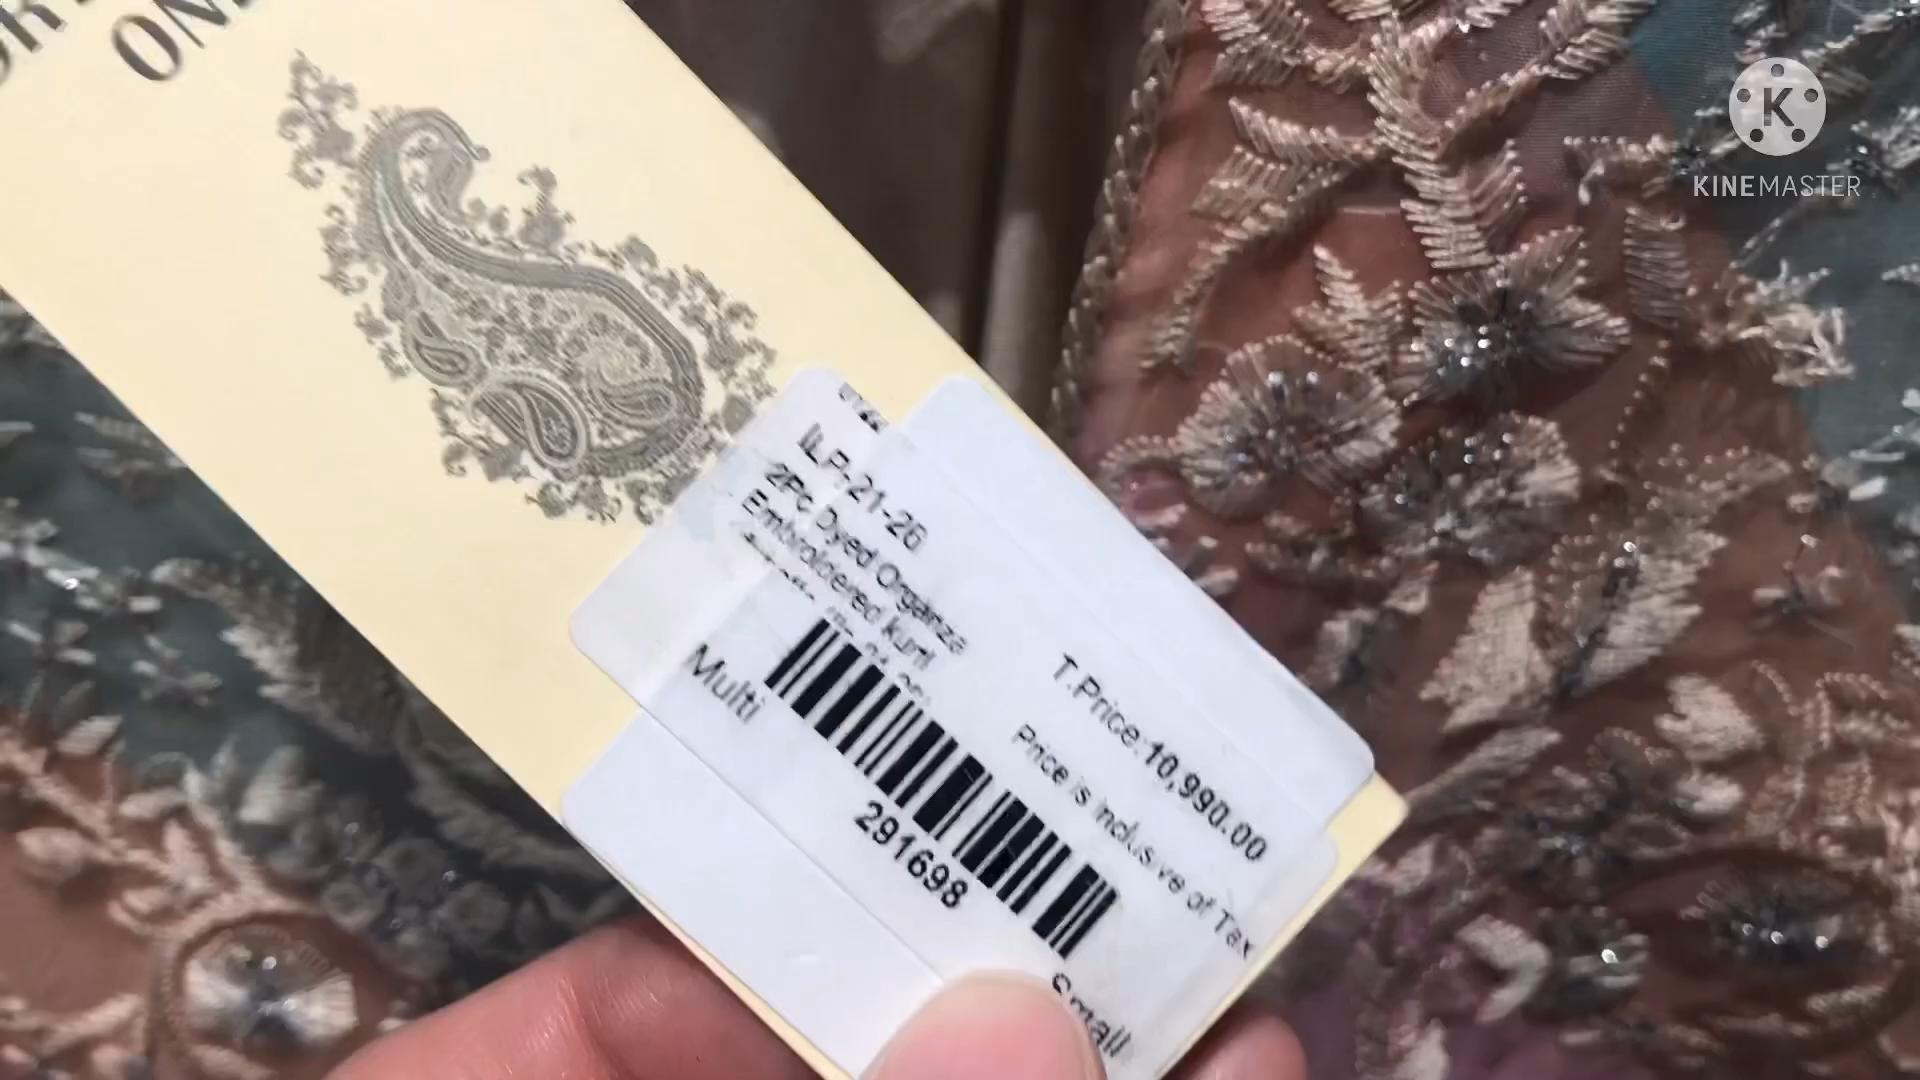 ILP-21-26
2Pc Dyed Organza
Embroidered kurti
Multi
T.Price:10,990.00
Price is inclusive of Tax
291698
Small
KINEMASTER